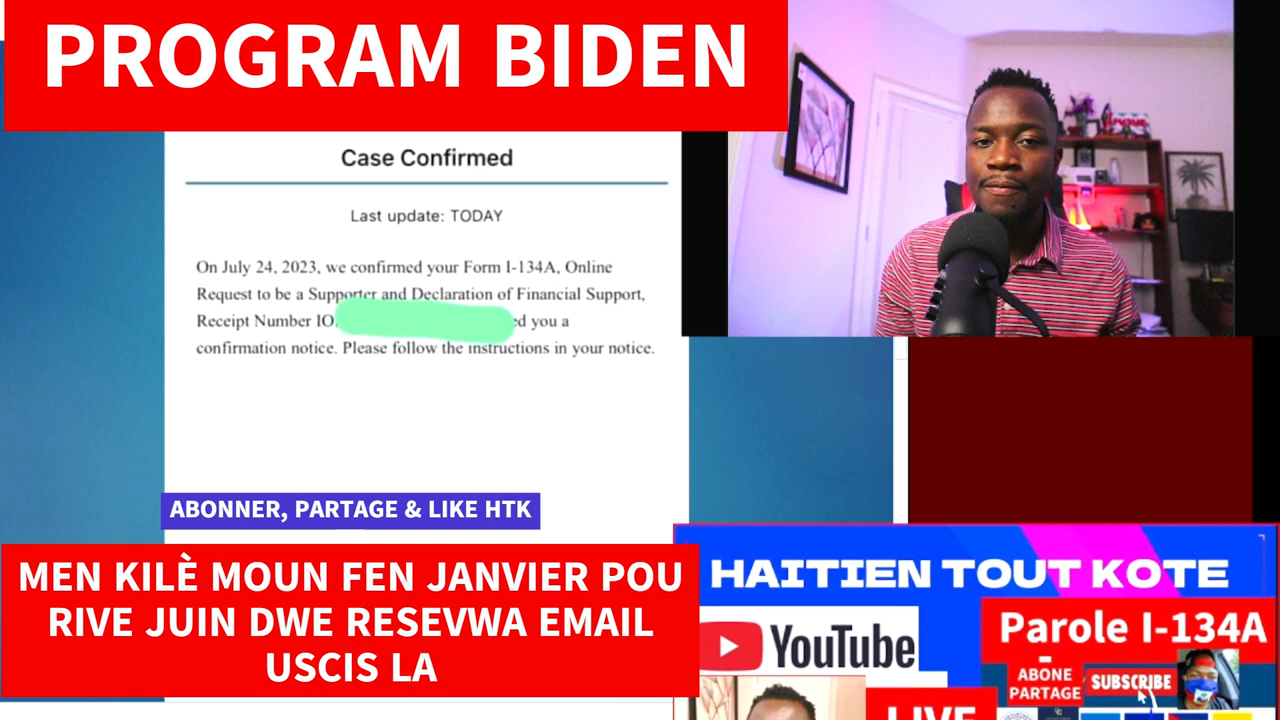 PROGRAM BIDEN
Case Confirmed
Last update: TODAY
On July 24, 2023, we confirmed your Form I-134A, Online
Request to be a Supporter and Declaration of Financial Support,
Receipt Number IO ed you a
confirmation notice. Please follow the instructions in your notice.
ABONNER, PARTAGE & LIKE HTK
MEN KILÈ MOUN FEN JANVIER POU
RIVE JUIN DWE RESEVWA EMAIL
USCIS LA
HAITIEN TOUT KOTE
YouTube
Parole I-134A
ABONE
PARTAGE
SUBSCRIBE
LIVE